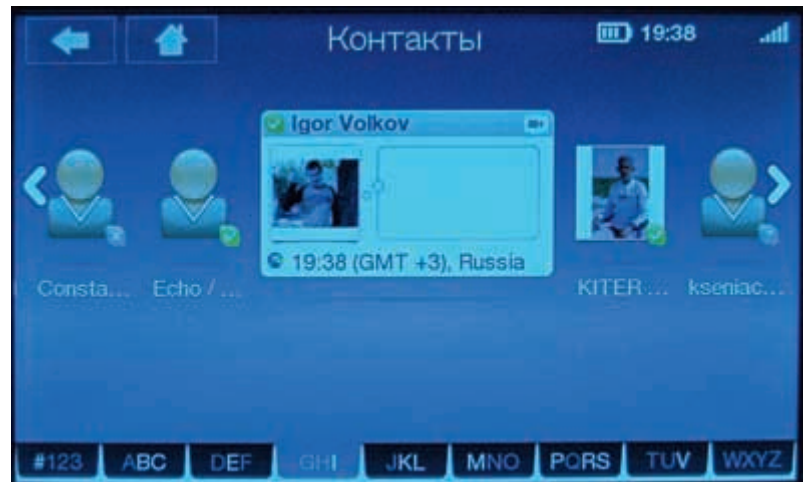 Контакты
19:38
Igor Volkov
19:38 (GMT +3), Russia
Consta...
Echo / ...
KITER ...
kseniac...
#123 ABC DEF GHI JKL MNO PQRS TUV WXYZ